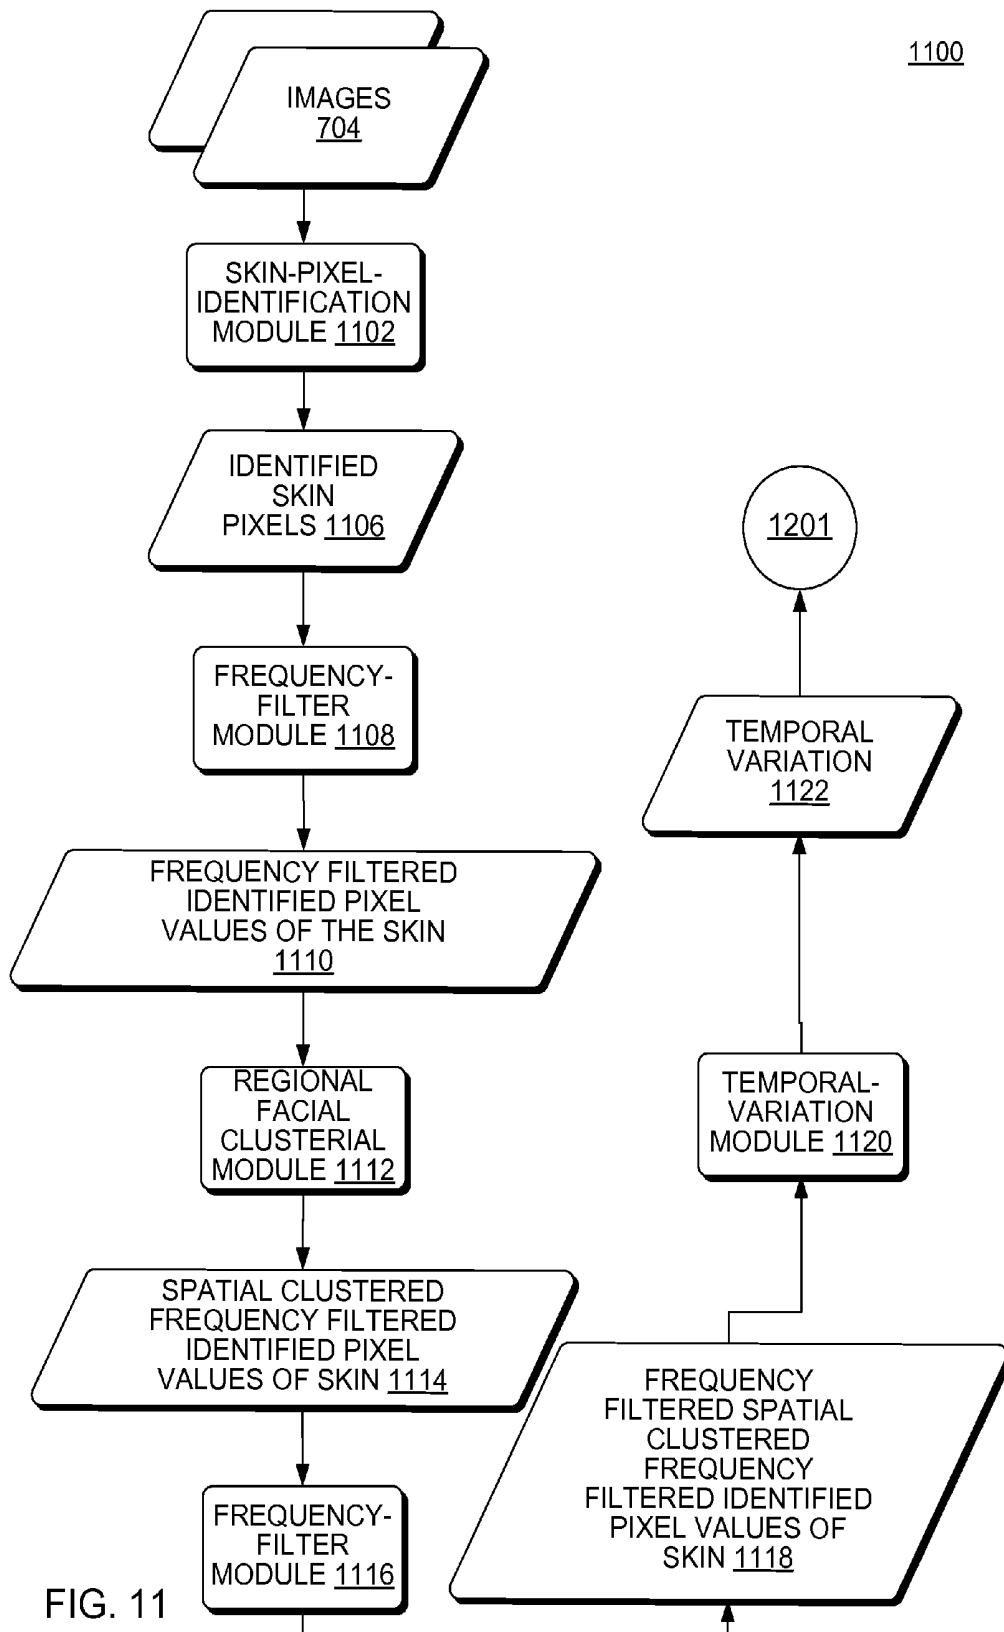 1100
IMAGES
704
SKIN-PIXEL-
IDENTIFICATION
MODULE 1102
IDENTIFIED
SKIN
PIXELS 1106
FREQUENCY-
FILTER
MODULE 1108
FREQUENCY FILTERED
IDENTIFIED PIXEL
VALUES OF THE SKIN
1110
REGIONAL
FACIAL
CLUSTERIAL
MODULE 1112
SPATIAL CLUSTERED
FREQUENCY FILTERED
IDENTIFIED PIXEL
VALUES OF SKIN 1114
FREQUENCY-
FILTER
MODULE 1116
FREQUENCY
FILTERED SPATIAL
CLUSTERED
FREQUENCY
FILTERED IDENTIFIED
PIXEL VALUES OF
SKIN 1118
TEMPORAL-
VARIATION
MODULE 1120
TEMPORAL
VARIATION
1122
1201
FIG. 11